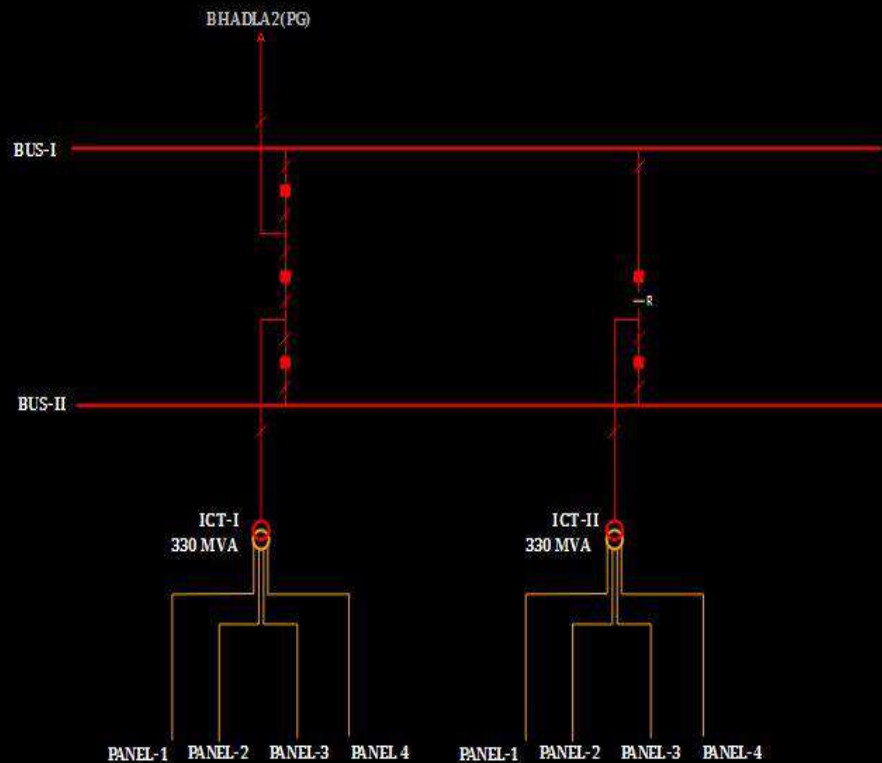 BHADLA2(PG)
BUS-I
R
BUS-II
ICT-I
330 MVA
ICT-II
330 MVA
PANEL-1 PANEL-2 PANEL-3 PANEL 4 PANEL-1 PANEL-2 PANEL-3 PANEL-4